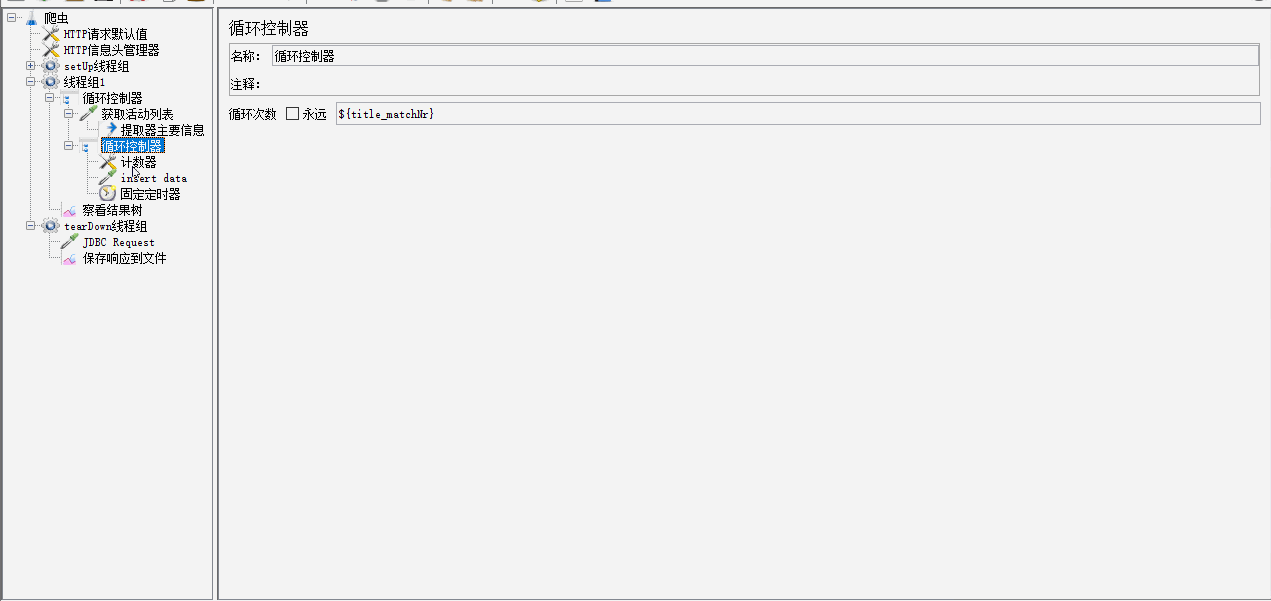 爬虫
HTTP请求默认值
HTTP信息头管理器
setUp线程组
线程组1
循环控制器
获取活动列表
提取器主要信息
循环控制器
计数器
insert data
固定定时器
察看结果树
tearDown线程组
JDBC Request
保存响应到文件
循环控制器
名称: 循环控制器
注释:
循环次数 永远 ${title_matchNr}